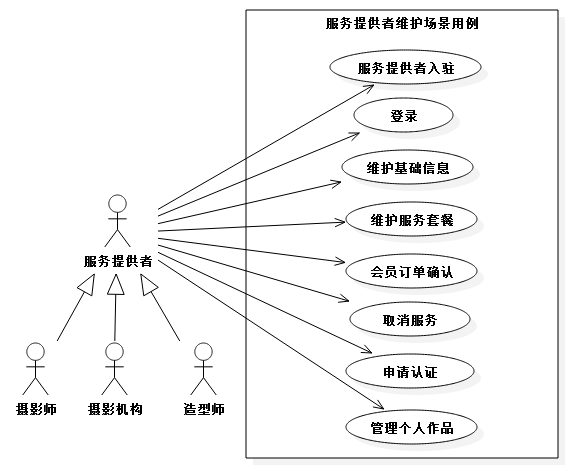 服务提供者维护场景用例
服务提供者入驻
登录
维护基础信息
维护服务套餐
服务提供者
会员订单确认
取消服务
申请认证
摄影师
摄影机构
造型师
管理个人作品